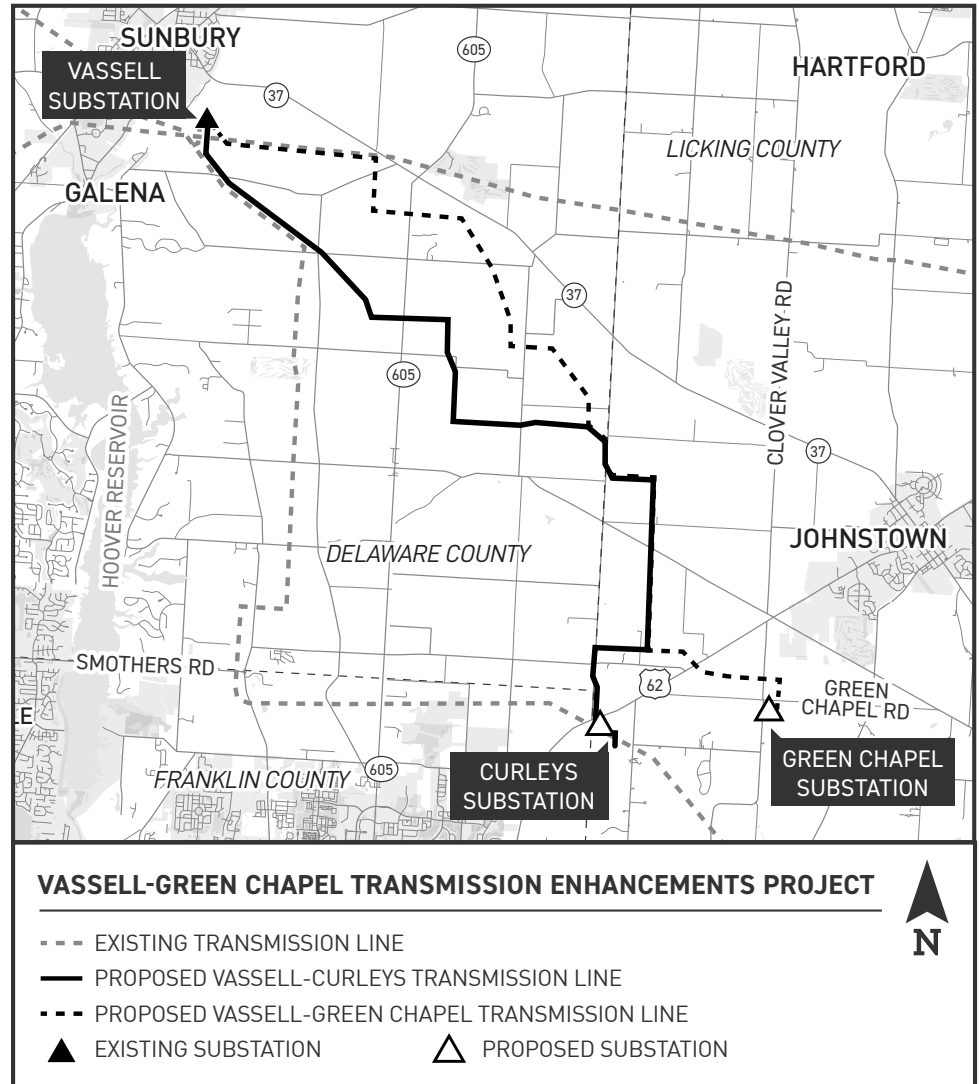 SUNBURY
605
HARTFORD
VASSELL
SUBSTATION
37
LICKING COUNTY
GALENA
37
CLOVER VALLEY RD
605
HOOVER RESERVOIR
37
JOHNSTOWN
DELAWARE COUNTY
SMOTHERS RD
62
GREEN
CHAPEL RD
LE
CURLEYS
SUBSTATION
GREEN CHAPEL
SUBSTATION
FRANKLIN COUNTY
605
VASSELL-GREEN CHAPEL TRANSMISSION ENHANCEMENTS PROJECT
N
EXISTING TRANSMISSION LINE
PROPOSED VASSELL-CURLEYS TRANSMISSION LINE
PROPOSED VASSELL-GREEN CHAPEL TRANSMISSION LINE
EXISTING SUBSTATION
PROPOSED SUBSTATION